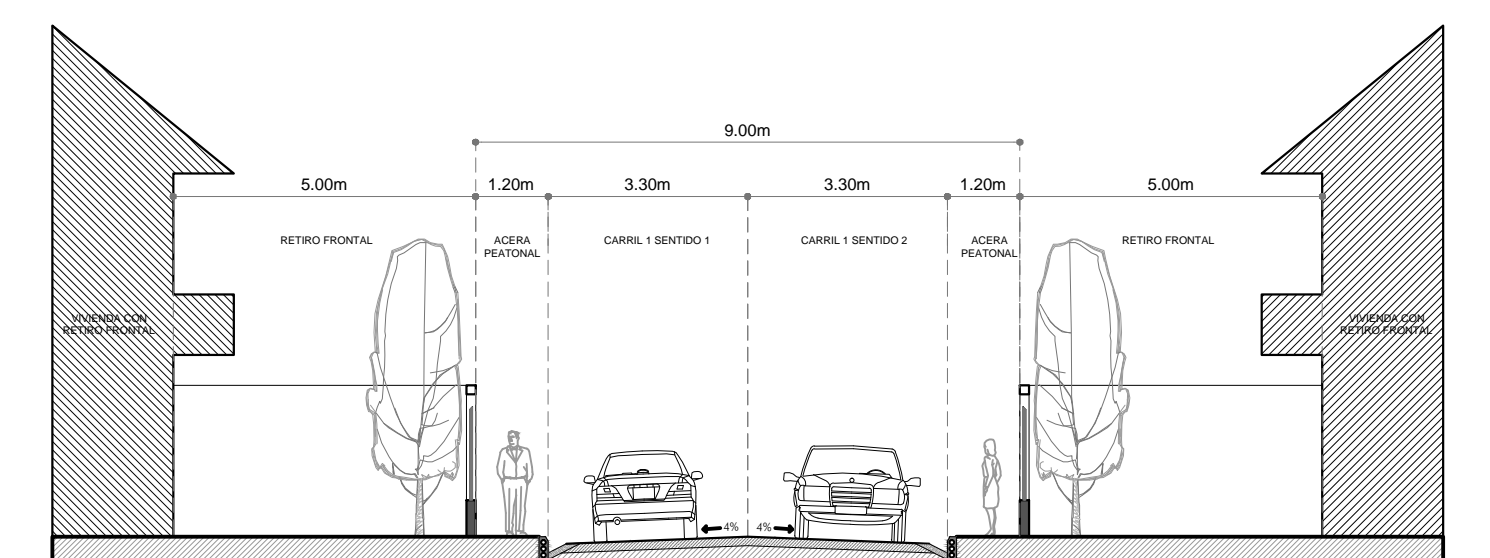 9.00m
5.00m 1.20m 3.30m 3.30m 1.20m 5.00m
RETIRO FRONTAL
ACERA
PEATONAL
CARRIL 1 SENTIDO 1
CARRIL 1 SENTIDO 2
ACERA
PEATONAL
RETIRO FRONTAL
VIVIENDA CON
RETIRO FRONTAL
VIVIENDA CON
RETIRO FRONTAL
4% 4%